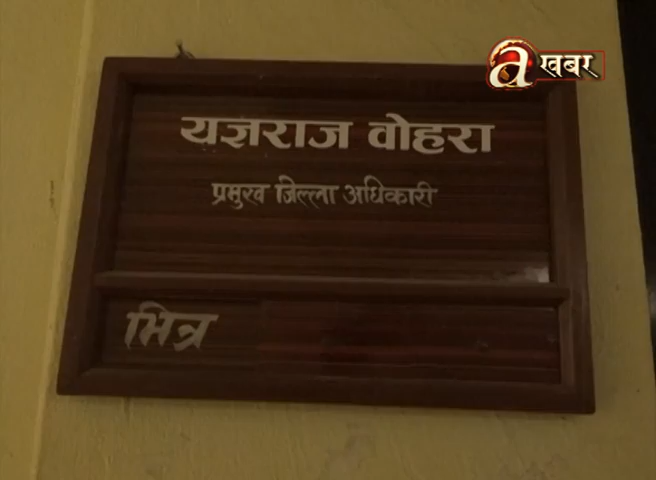 a खबर
यज्ञराज वोहरा
प्रमुख जिल्ला अधिकारी
भित्र